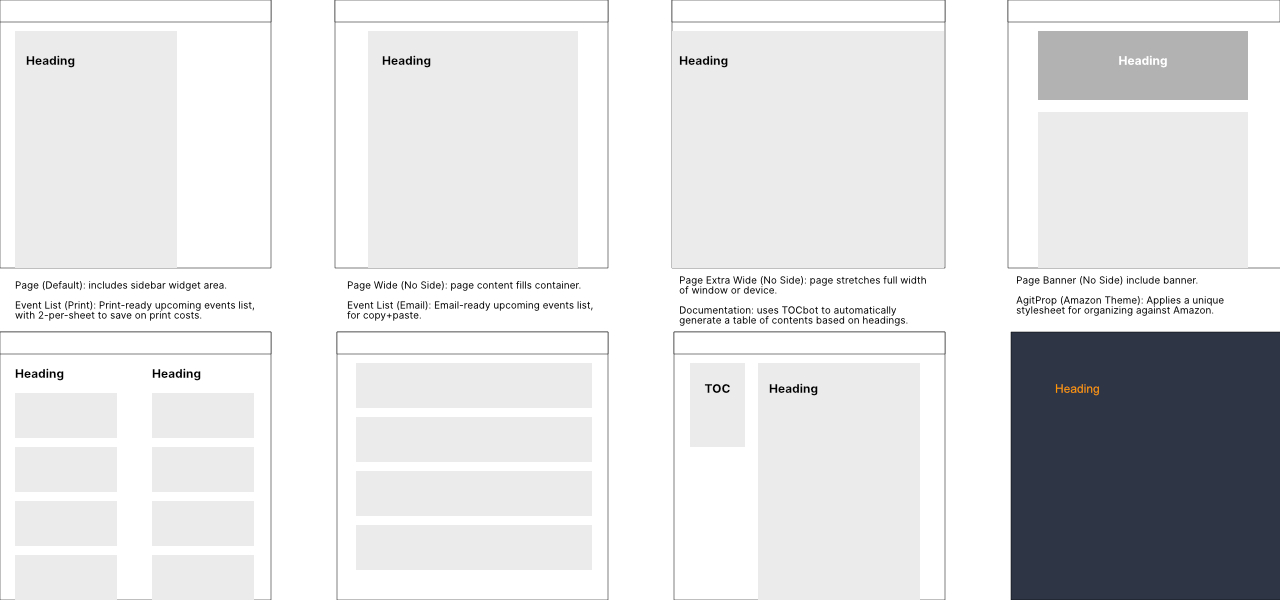 Heading
Heading
Heading
Heading
Page (Default): includes sidebar widget area.
Event List (Print): Print-ready upcoming events list,
with 2-per-sheet to save on print costs.
Page Wide (No Side): page content fills container.
Event List (Email): Email-ready upcoming events list,
for copy+paste.
Page Extra Wide (No Side): page stretches full width
of window or device.
Documentation: uses TOCbot to automatically
generate a table of contents based on headings.
Page Banner (No Side) include banner.
AgitProp (Amazon Theme): Applies a unique
stylesheet for organizing against Amazon.
Heading
Heading
TOC
Heading
Heading